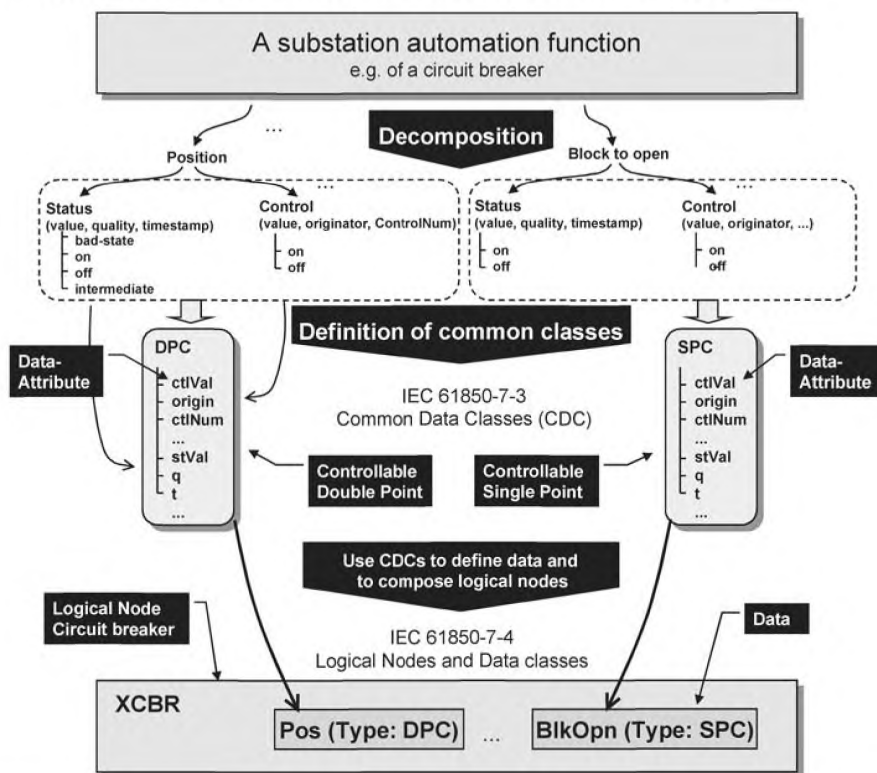 A substation automation function
e.g. of a circuit breaker
...
Decomposition
Position
Block to open
...
...
Status
(value, quality, timestamp)
bad-state
on
off
intermediate
Control
(value, originator, ControlNum)
on
off
Status
(value, quality, timestamp)
on
off
Control
(value, originator, ...)
on
off
Definition of common classes
DPC
ctlVal
origin
ctlNum
...
stVal
q
t
...
Data-
Attribute
IEC 61850-7-3
Common Data Classes (CDC)
Controllable
Double Point
Controllable
Single Point
SPC
ctlVal
origin
ctlNum
...
stVal
q
t
...
Data-
Attribute
Use CDCs to define data and
to compose logical nodes
Logical Node
Circuit breaker
IEC 61850-7-4
Logical Nodes and Data classes
Data
XCBR
Pos (Type: DPC)
...
BlkOpn (Type: SPC)